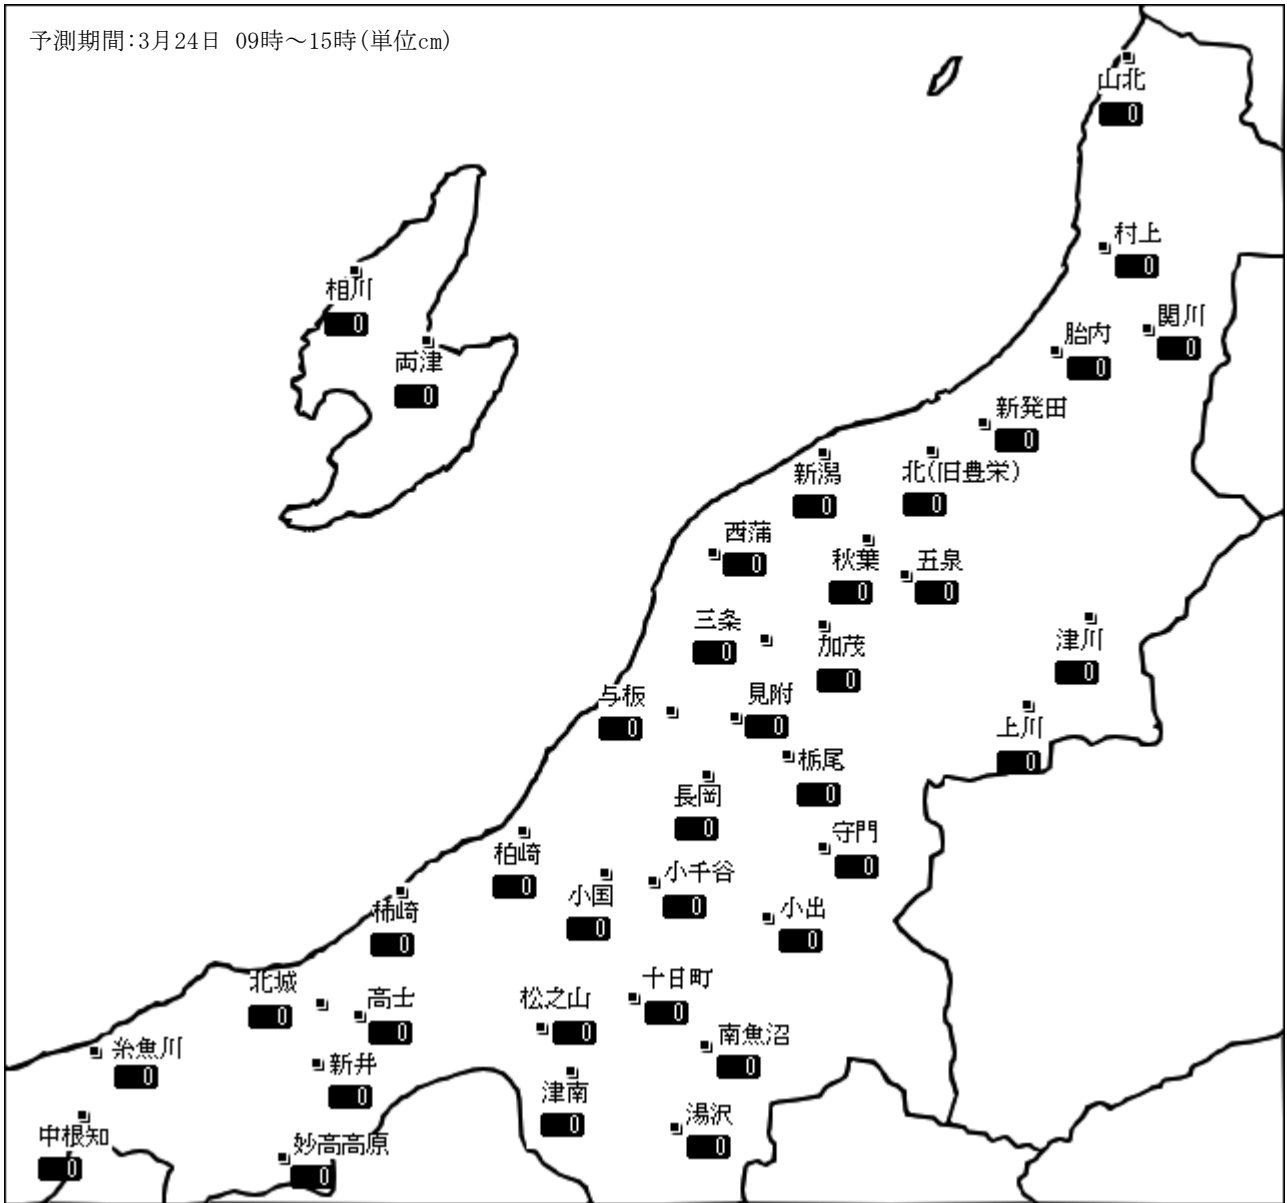 予測期間:3月24日 09時～15時(単位cm)
山北
0
村上
0
相川
0
関川
0
胎内
0
両津
0
新発田
0
新潟
0
北(旧豊栄)
0
西蒲
0
秋葉
0
五泉
0
三条
0
加茂
0
津川
0
与板
0
見附
0
上川
0
栃尾
0
長岡
0
守門
0
柏崎
0
小国
0
小千谷
0
小出
0
柿崎
0
北城
0
高士
0
松之山
0
十日町
0
南魚沼
0
糸魚川
0
新井
0
津南
0
湯沢
0
中根知
0
妙高高原
0